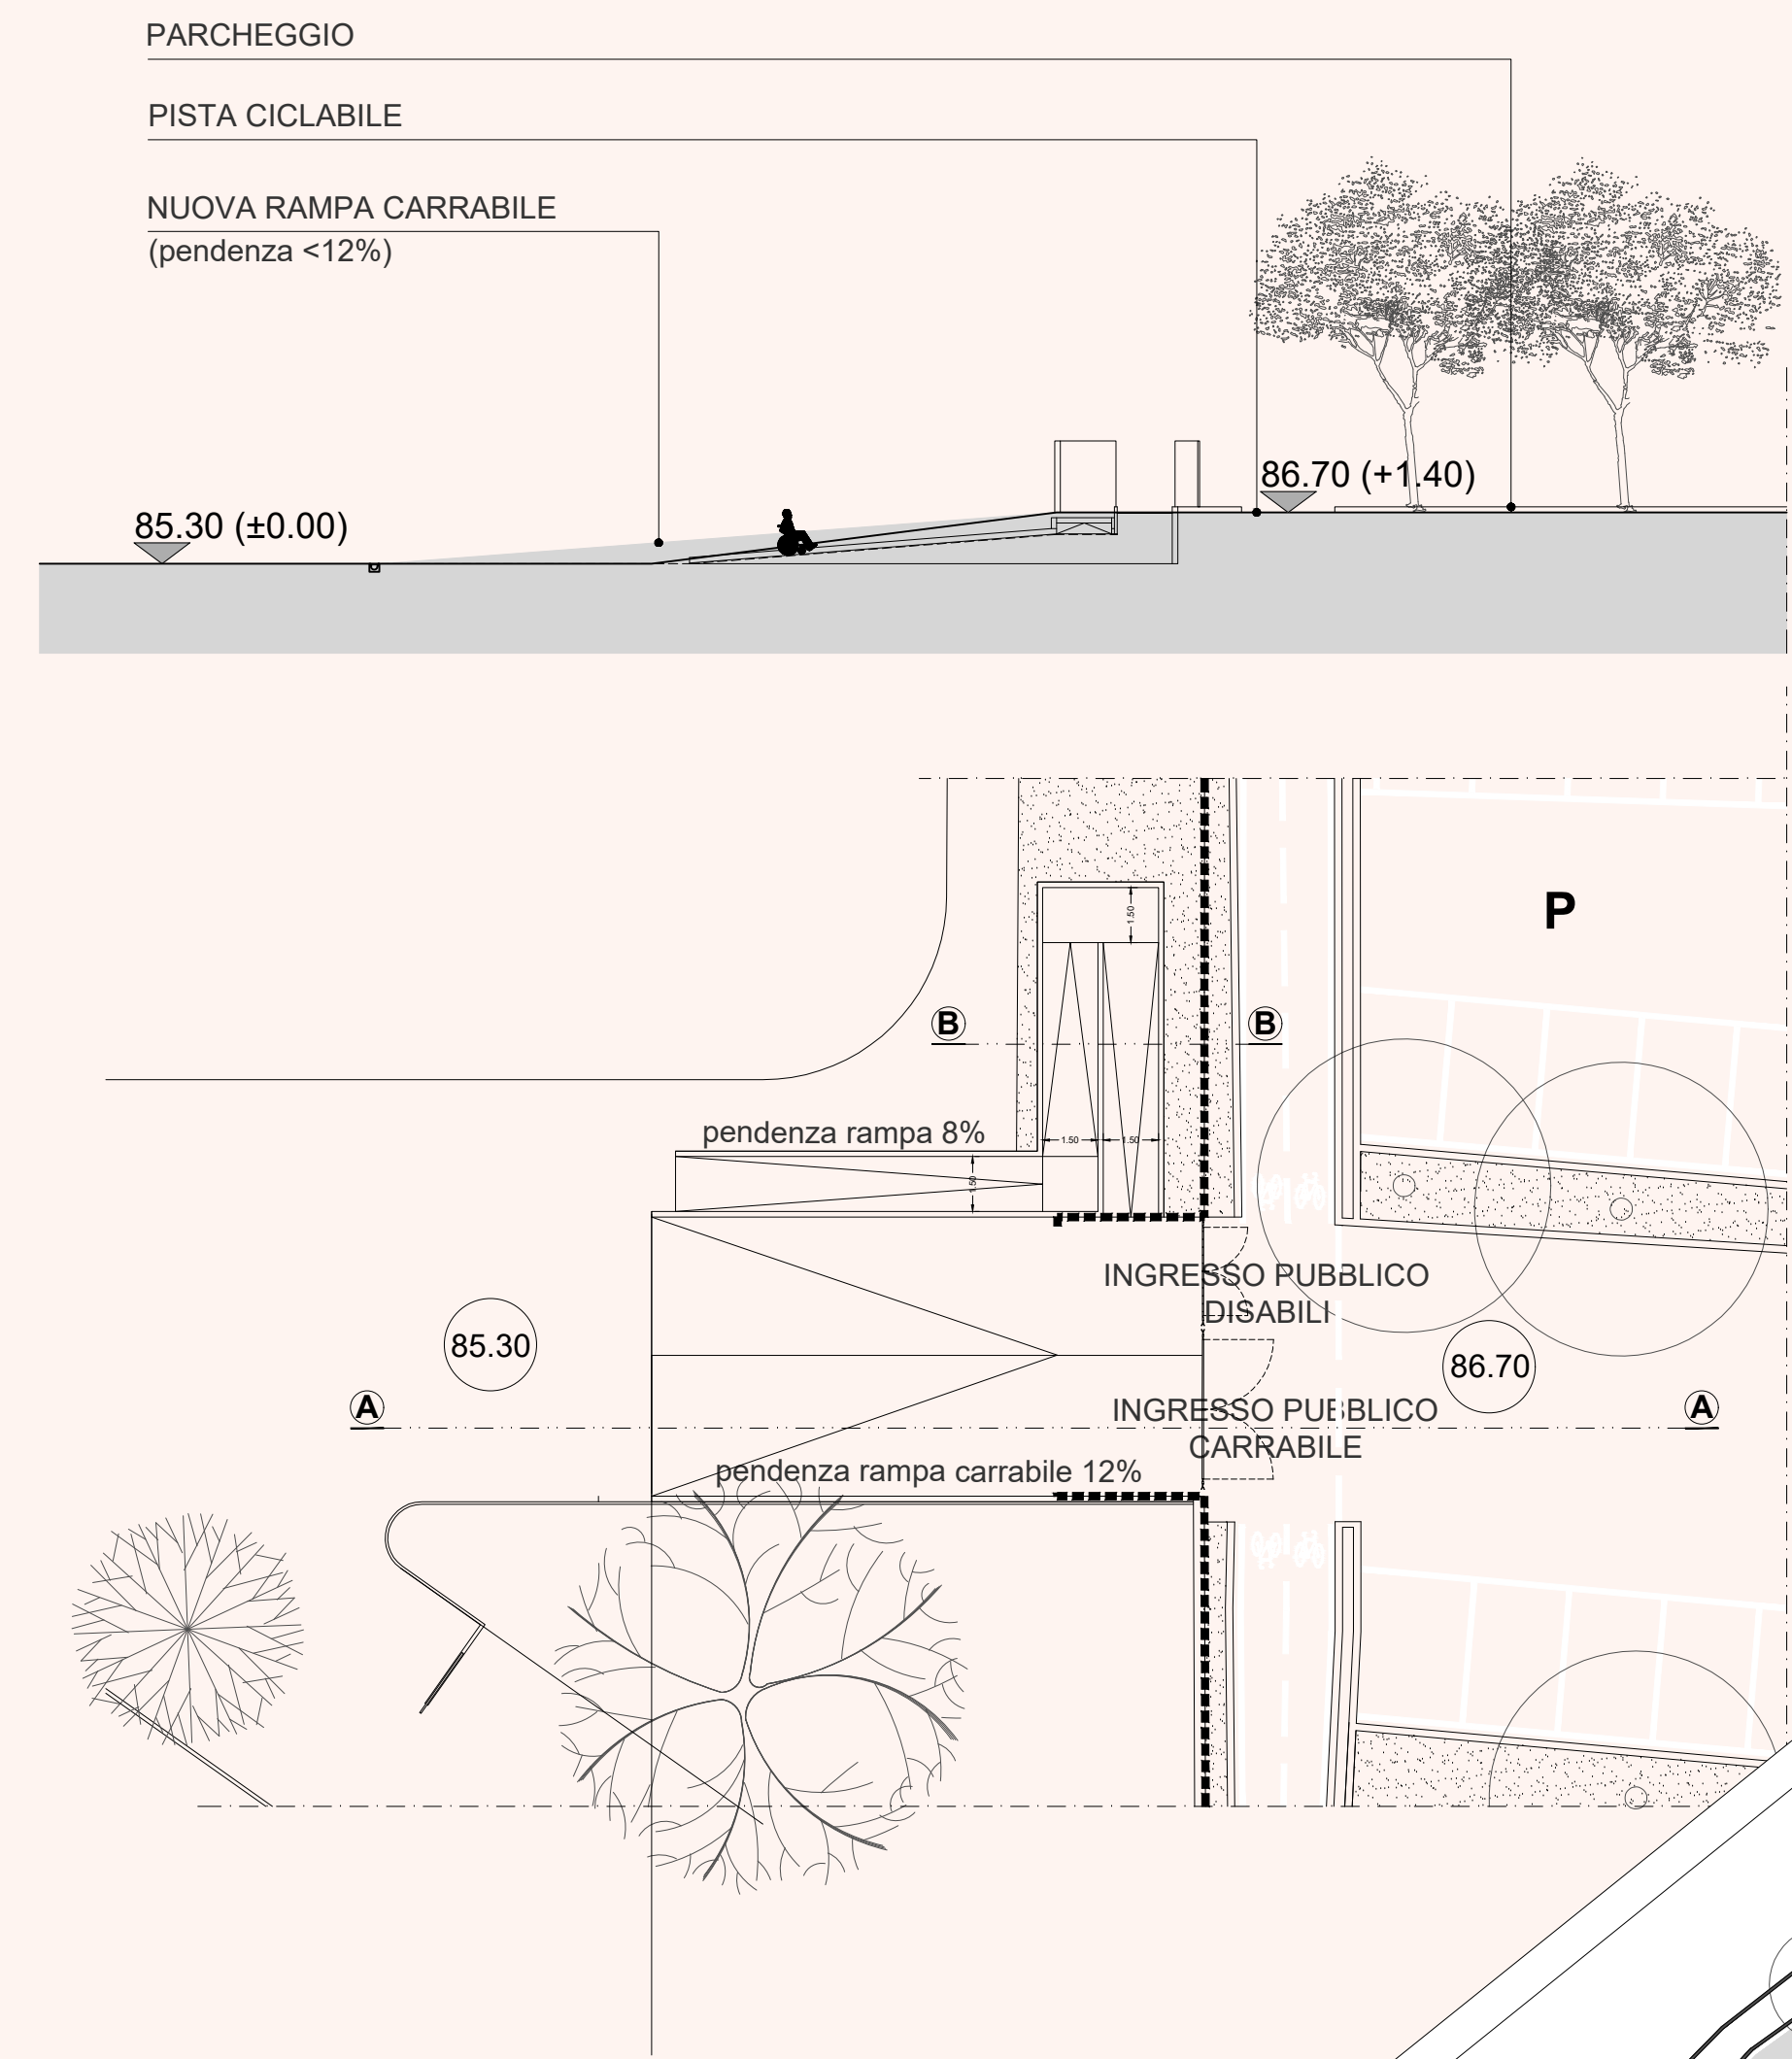 PARCHEGGIO
PISTA CICLABILE
NUOVA RAMPA CARRABILE
(pendenza <12%)
86.70 (+1.40)
85.30 (±0.00)
1.50
P
B
B
1.50
1.50
pendenza rampa 8%
1.50
INGRESSO PUBBLICO
DISABILI
85.30
86.70
A
A
INGRESSO PUBBLICO
CARRABILE
pendenza rampa carrabile 12%